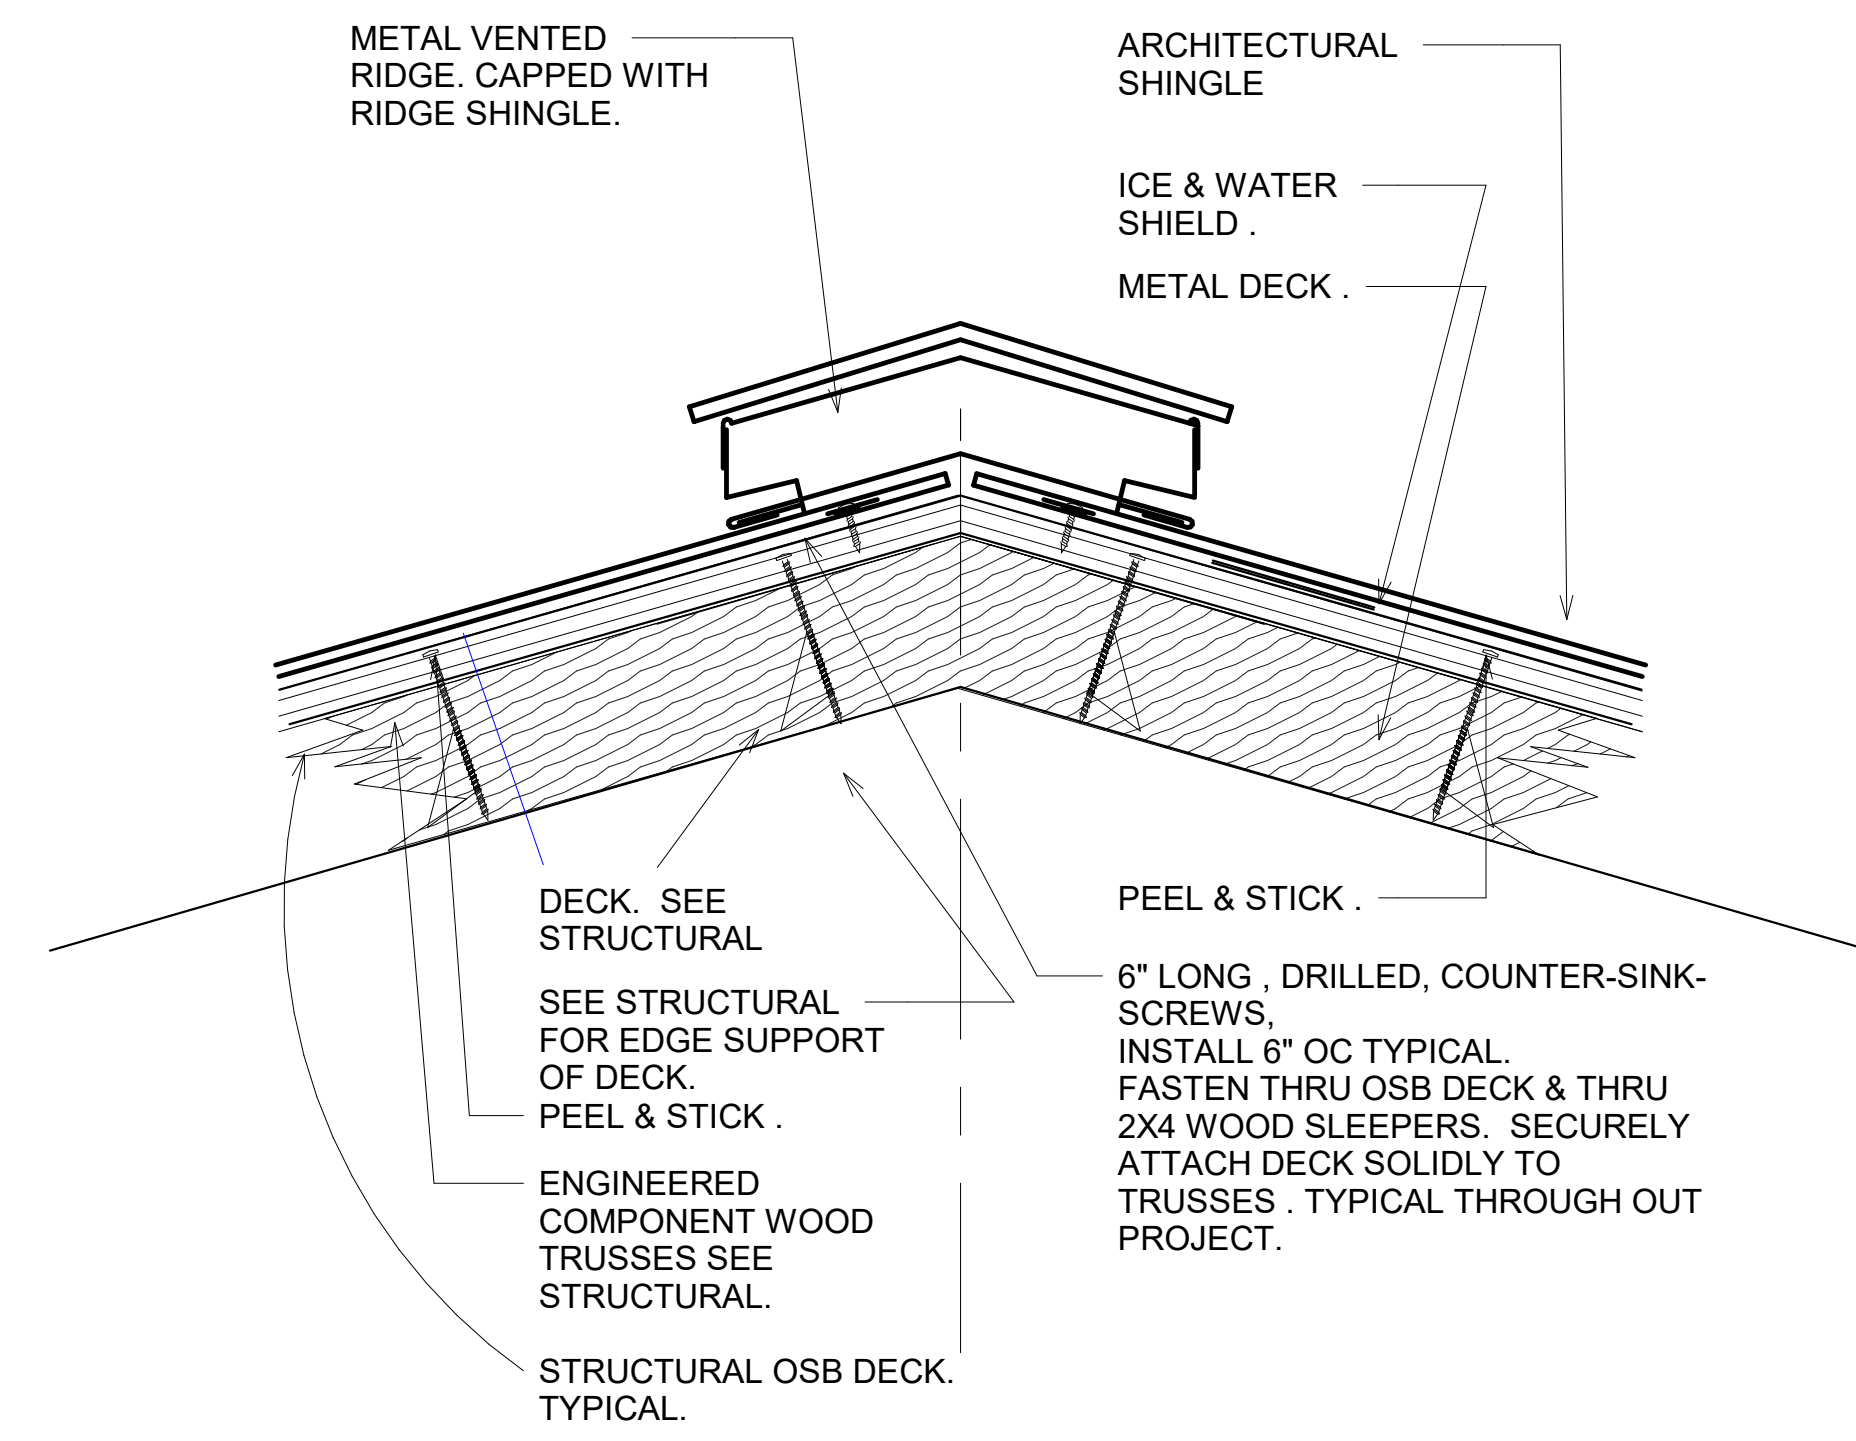 METAL VENTED
RIDGE. CAPPED WITH
RIDGE SHINGLE.
ARCHITECTURAL
SHINGLE
ICE & WATER
SHIELD .
METAL DECK .
DECK.  SEE
STRUCTURAL
SEE STRUCTURAL
FOR EDGE SUPPORT
OF DECK.
PEEL & STICK .
ENGINEERED
COMPONENT WOOD
TRUSSES SEE
STRUCTURAL.
STRUCTURAL OSB DECK.
TYPICAL.
PEEL & STICK .
6" LONG , DRILLED, COUNTER-SINK-
SCREWS,
INSTALL 6" OC TYPICAL.
FASTEN THRU OSB DECK & THRU
2X4 WOOD SLEEPERS.  SECURELY
ATTACH DECK SOLIDLY TO
TRUSSES . TYPICAL THROUGH OUT
PROJECT.